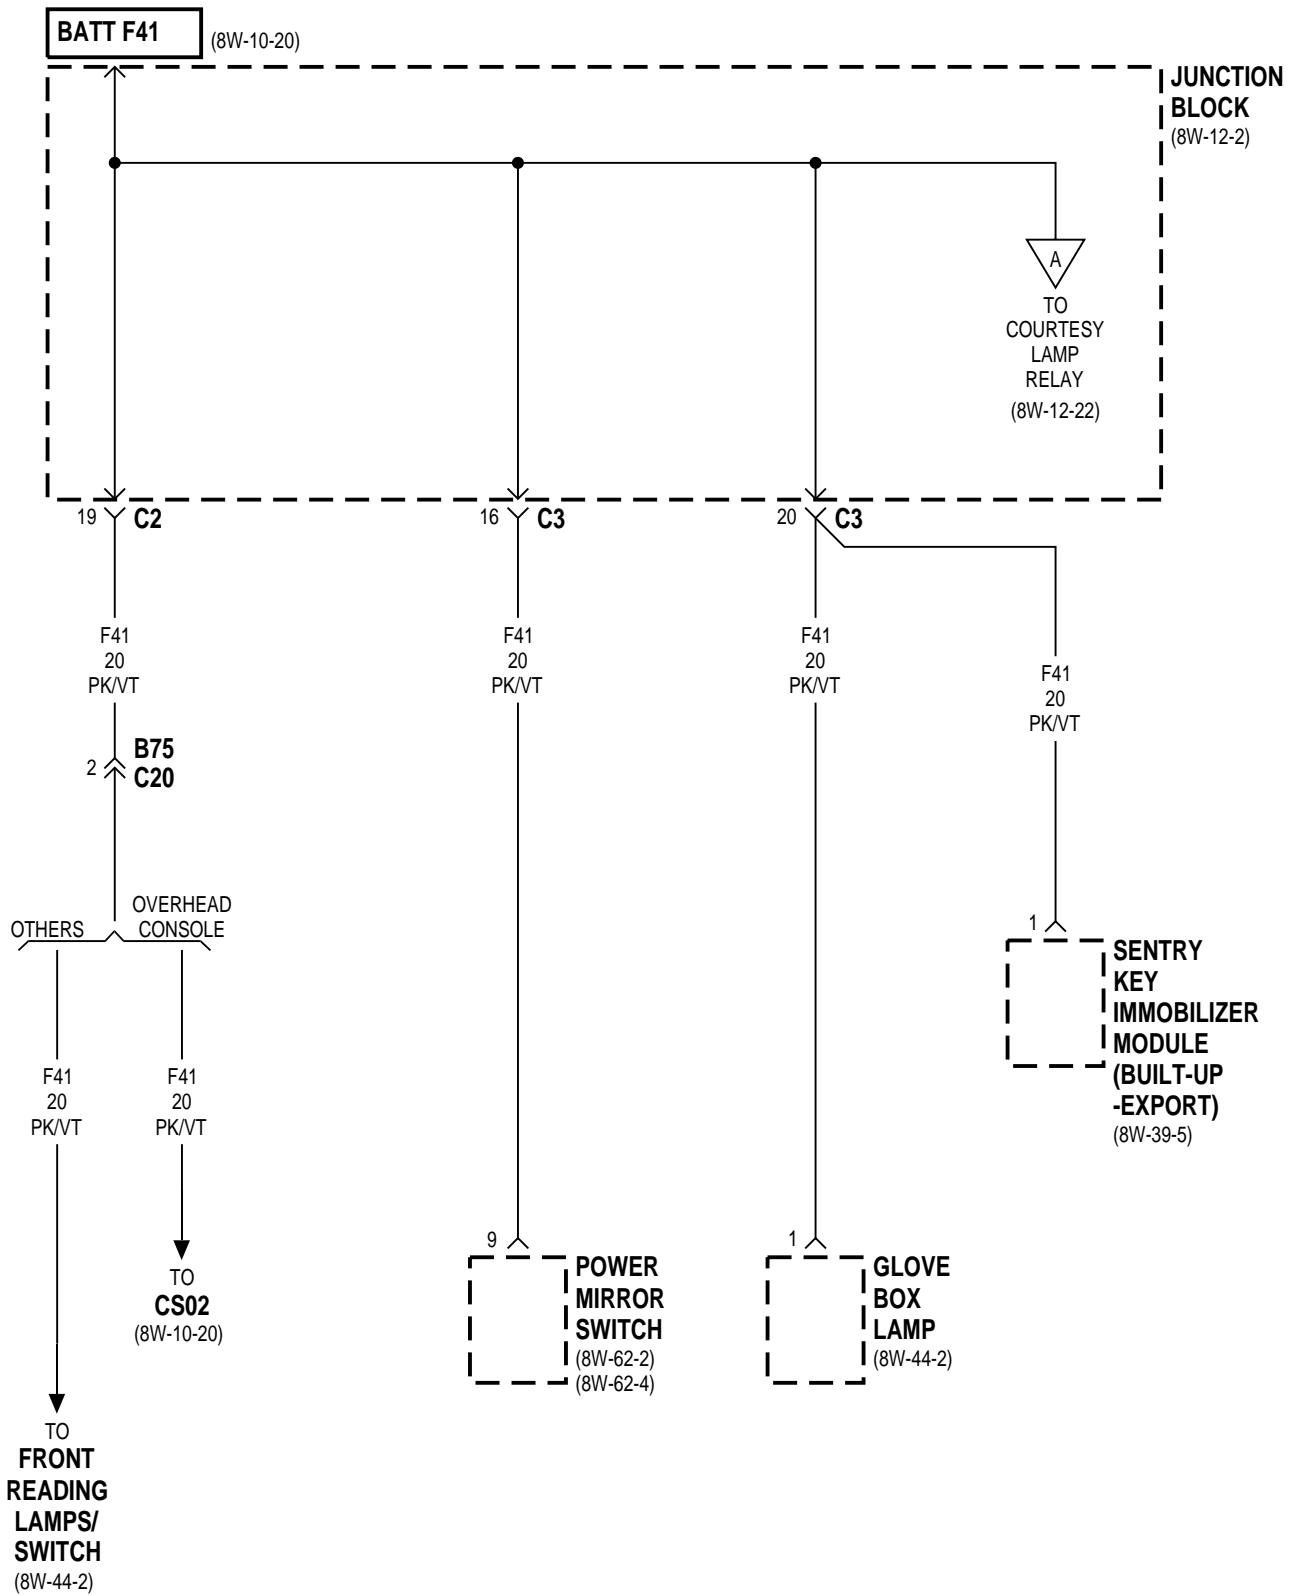 BATT F41
(8W-10-20)
JUNCTION
BLOCK
(8W-12-2)
A
TO
COURTESY
LAMP
RELAY
(8W-12-22)
19
C2
16
C3
20
C3
F41
20
PK/VT
F41
20
PK/VT
F41
20
PK/VT
F41
20
PK/VT
2
B75
C20
OTHERS
OVERHEAD
CONSOLE
1
SENTRY
KEY
IMMOBILIZER
MODULE
(BUILT-UP
-EXPORT)
(8W-39-5)
F41
20
PK/VT
F41
20
PK/VT
TO
CS02
(8W-10-20)
9
POWER
MIRROR
SWITCH
(8W-62-2)
(8W-62-4)
1
GLOVE
BOX
LAMP
(8W-44-2)
TO
FRONT
READING
LAMPS/
SWITCH
(8W-44-2)